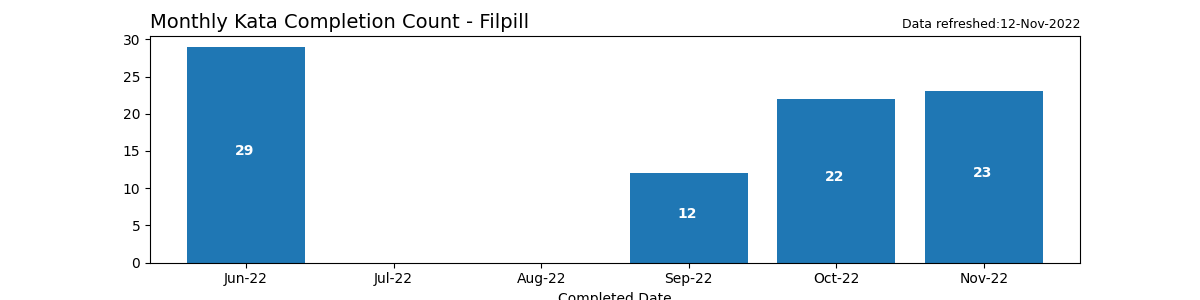 Monthly Kata Completion Count - Filpill
Data refreshed:12-Nov-2022
30
25
20
15
10
5
0
29
12
22
23
Jun-22
Jul-22
Aug-22
Sep-22
Oct-22
Nov-22
Completed Date